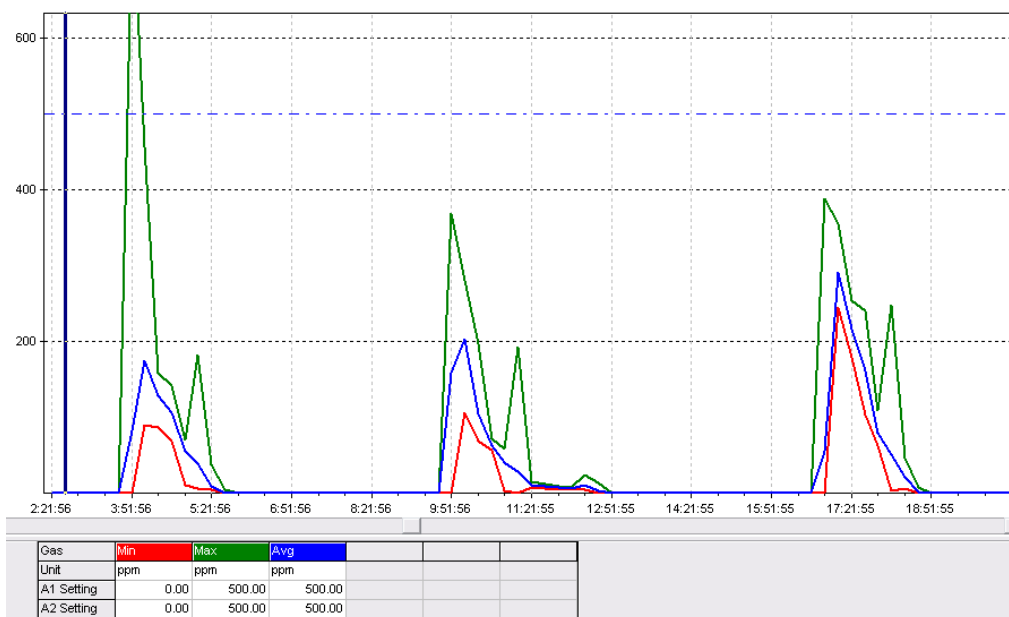 600
400
200
2:21:56 3:51:56 5:21:56 6:51:56 8:21:56 9:51:56 11:21:55 12:51:55 14:21:55 15:51:55 17:21:55 18:51:55
Gas Min Max Avg
Unit ppm ppm ppm
A1 Setting 0.00 500.00 500.00
A2 Setting 0.00 500.00 500.00